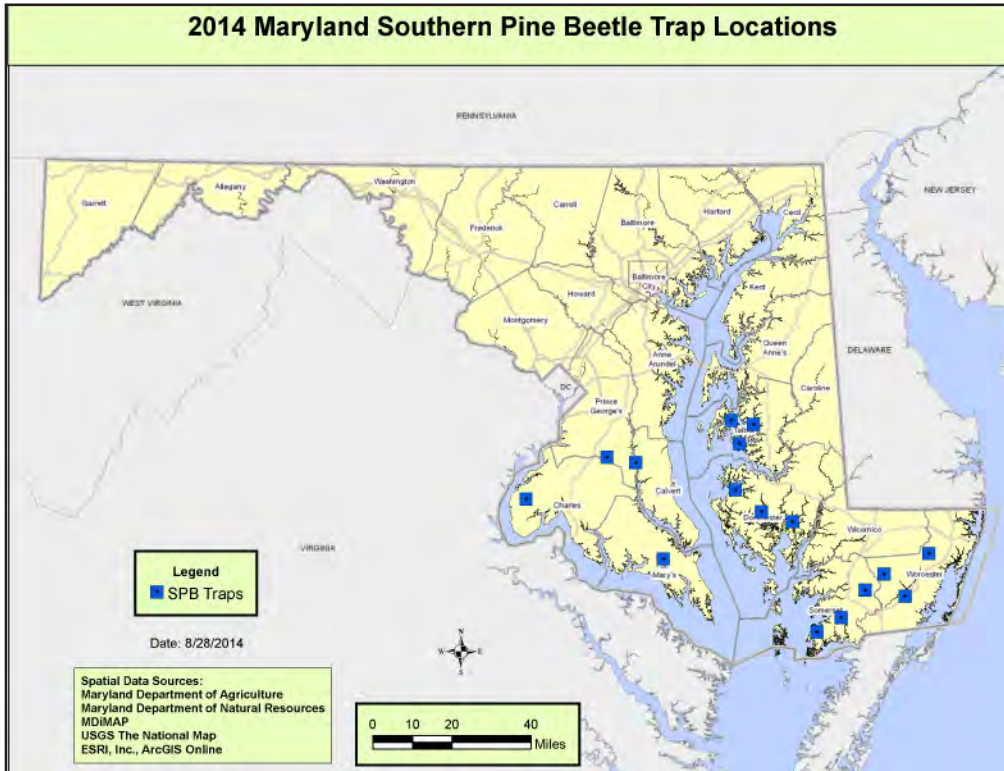 2014 Maryland Southern Pine Beetle Trap Locations
PENNSYLVANIA
NEW JERSEY
Garrett
Allegany
Washington
Frederick
Carroll
Baltimore
Harford
Cecil
Baltimore
City
Kent
WEST VIRGINIA
Howard
Montgomery
Anne
Arundel
Queen
Anne's
DELAWARE
DC
Caroline
Prince
George's
Charles
Calvert
Wicomico
Worcester
VIRGINIA
Mary's
Legend
SPB Traps
Date: 8/28/2014
N
W
E
S
Spatial Data Sources:
Maryland Department of Agriculture
Maryland Department of Natural Resources
MDiMAP
USGS The National Map
ESRI, Inc., ArcGIS Online
0 10 20 40
Miles